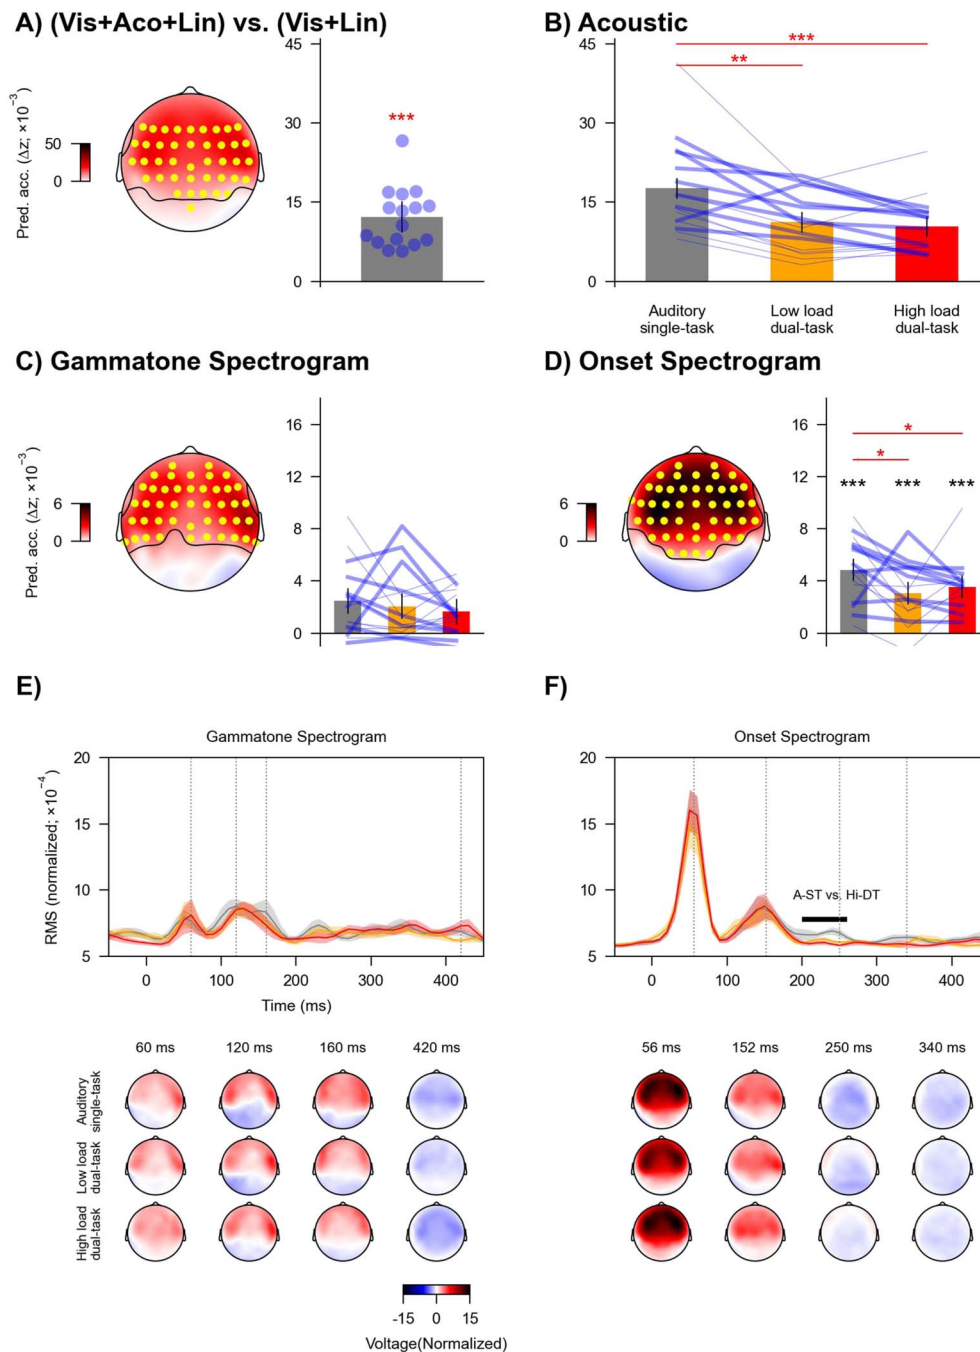 A) (Vis+Aco+Lin) vs. (Vis+Lin)
Pred. acc. (Δz; ×10⁻³)
50
0
45
30
15
0
***
B) Acoustic
45
30
15
0
***
**
Auditory single-task
Low load dual-task
High load dual-task
C) Gammatone Spectrogram
Pred. acc. (Δz; ×10⁻³)
6
0
16
12
8
4
0
D) Onset Spectrogram
6
0
16
12
8
4
0
*
*
*** *** ***
E)
Gammatone Spectrogram
RMS (normalized; ×10⁻⁴)
20
15
10
5
0 100 200 300 400
Time (ms)
F)
Onset Spectrogram
20
15
10
5
A-ST vs. Hi-DT
0 100 200 300 400
60 ms 120 ms 160 ms 420 ms
56 ms 152 ms 250 ms 340 ms
Auditory
single-task
Low load
dual-task
High load
dual-task
-15 0 15
Voltage(Normalized)